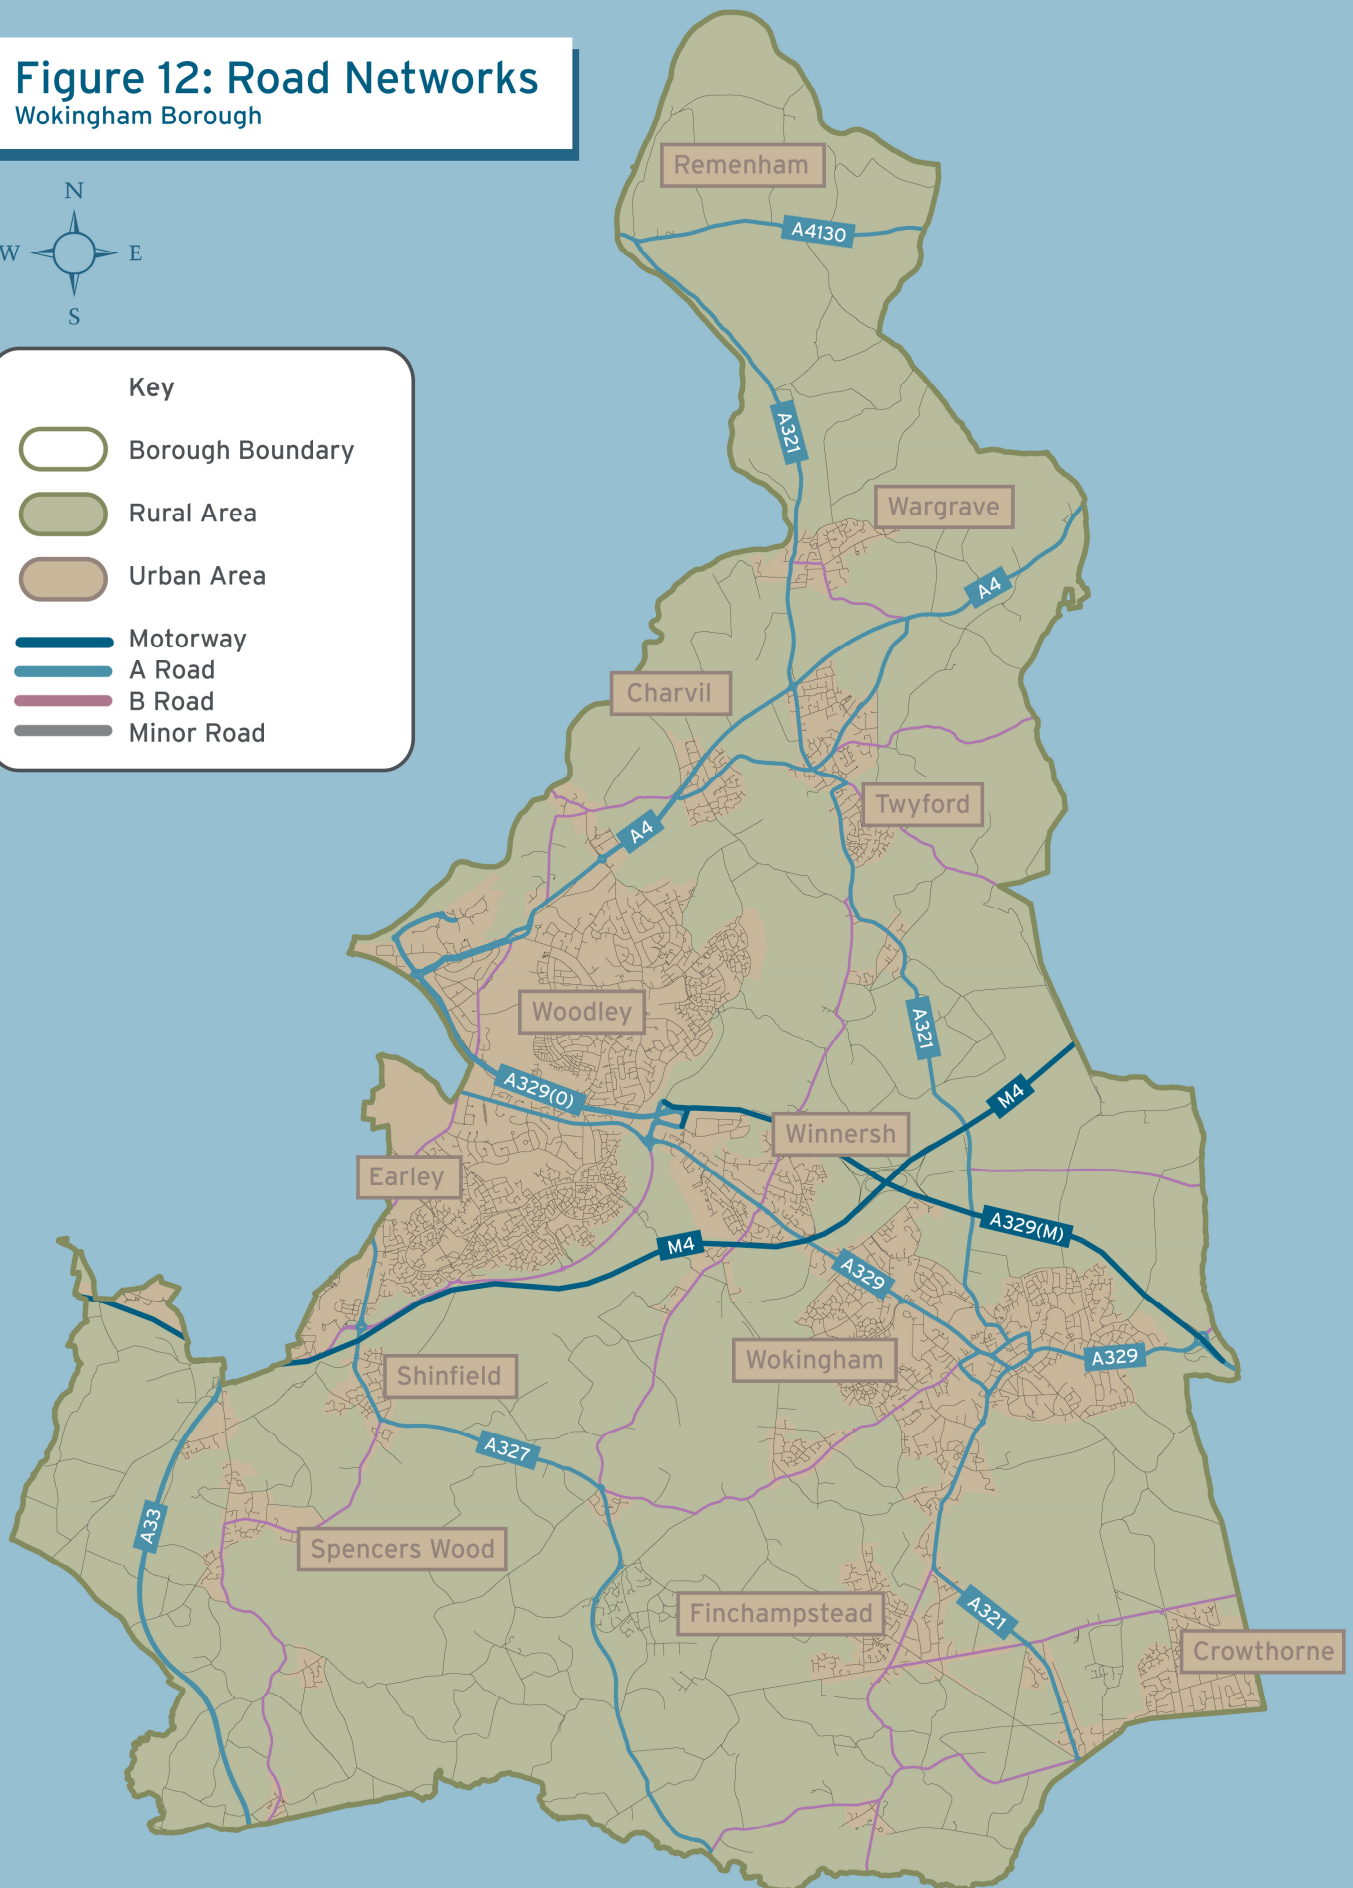 Figure 12: Road Networks
Wokingham Borough
N
W
E
S
Key
Borough Boundary
Rural Area
Urban Area
Motorway
A Road
B Road
Minor Road
Remenham
A4130
A321
Wargrave
A4
Charvil
Twyford
A4
Woodley
A321
A329(O)
M4
Winnersh
Earley
A329(M)
M4
A329
Wokingham
A329
Shinfield
A327
A33
Spencers Wood
Finchampstead
A321
Crowthorne